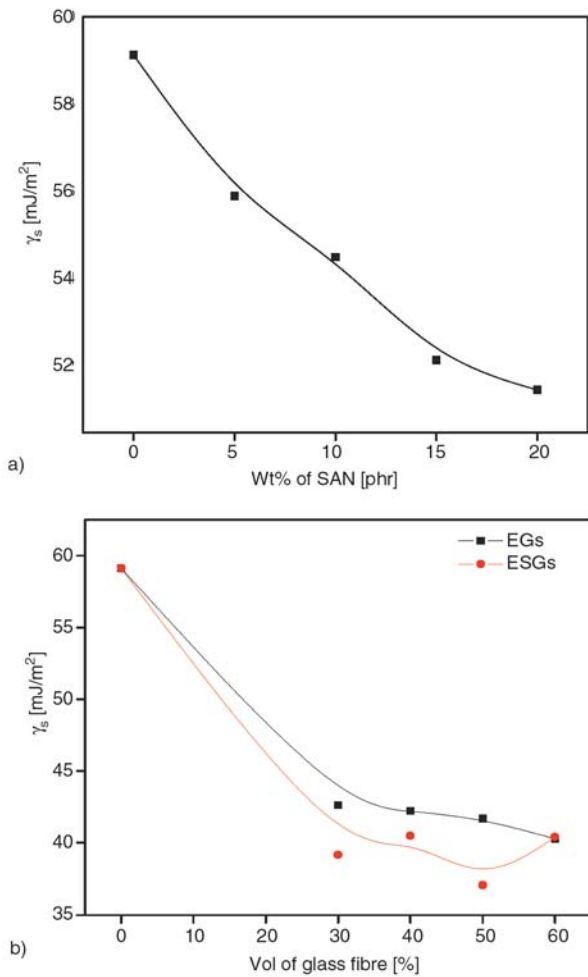 60
58
56
54
52
γs [mJ/m²]
0 5 10 15 20
Wt% of SAN [phr]
a)
EGs
ESGs
60
55
50
45
40
35
γs [mJ/m²]
0 10 20 30 40 50 60
Vol of glass fibre [%]
b)